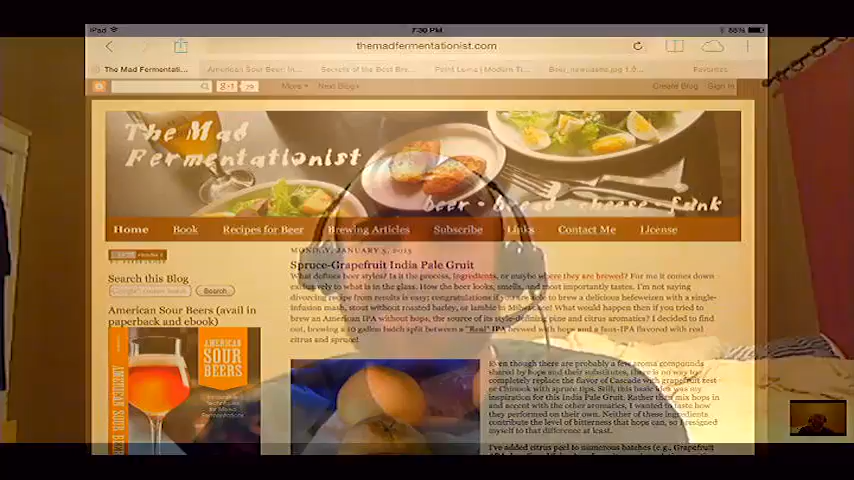 iPad
7:30 PM
88%
themadfermentationist.com
The Mad Fermentati...
American Sour Beer: In...
Secrets of the Best Bre...
Point Loma | Modern Ti...
Favorites
More
Next Blog»
Create Blog
Sign In
The Mad
Fermentationist
beer • bread • cheese • funk
Home
Book
Recipes for Beer
Brewing Articles
Subscribe
Links
Contact Me
License
MONDAY, JANUARY 5, 2015
Spruce-Grapefruit India Pale Gruit
What defines beer styles? Is it the process, ingredients, or maybe where they are brewed? For me it comes down
exclusively to what is in the glass. How the beer looks, smells, and most importantly tastes. I'm not saying
divorcing recipe from results is easy; congratulations if you are able to brew a delicious hefeweizen with a single-
infusion mash, stout without roasted barley, or lambic in Milwaukee! What would happen then if you tried to
brew an American IPA without hops, the source of its style-defining pine and citrus aromatics? I decided to find
out, brewing a 10 gallon batch split between a "Real" IPA brewed with hops and a faux-IPA flavored with real
citrus and spruce!
Search this Blog
Search
American Sour Beers (avail in
paperback and ebook)
AMERICAN
SOUR
BEERS
AMERICAN SOUR BEER
Even though there are probably a few aroma compounds
shared by hops and their substitutes, there is no way to
completely replace the flavor of Cascade with grapefruit zest
or Chinook with spruce tips. Still, this basic idea was my
inspiration for this India Pale Gruit. Rather than mix hops in
and accent with the other aromatics, I wanted to taste how
they performed on their own. Neither of these ingredients
contribute the level of bitterness that hops can, so I resigned
myself to that difference at least.
I've added citrus peel to numerous batches (e.g., Grapefruit